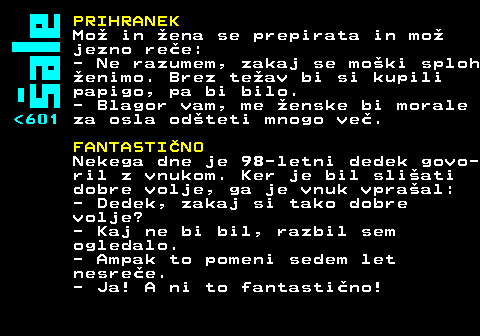 šale
<601
PRIHRANEK
Mož in žena se prepirata in mož
jezno reče:
- Ne razumem, zakaj se moški sploh
ženimo. Brez težav bi si kupili
papigo, pa bi bilo.
- Blagor vam, me ženske bi morale
za osla odšteti mnogo več.
FANTASTIČNO
Nekega dne je 98-letni dedek govo-
ril z vnukom. Ker je bil slišati
dobre volje, ga je vnuk vprašal:
- Dedek, zakaj si tako dobre
volje?
- Kaj ne bi bil, razbil sem
ogledalo.
- Ampak to pomeni sedem let
nesreče.
- Ja! A ni to fantastično!